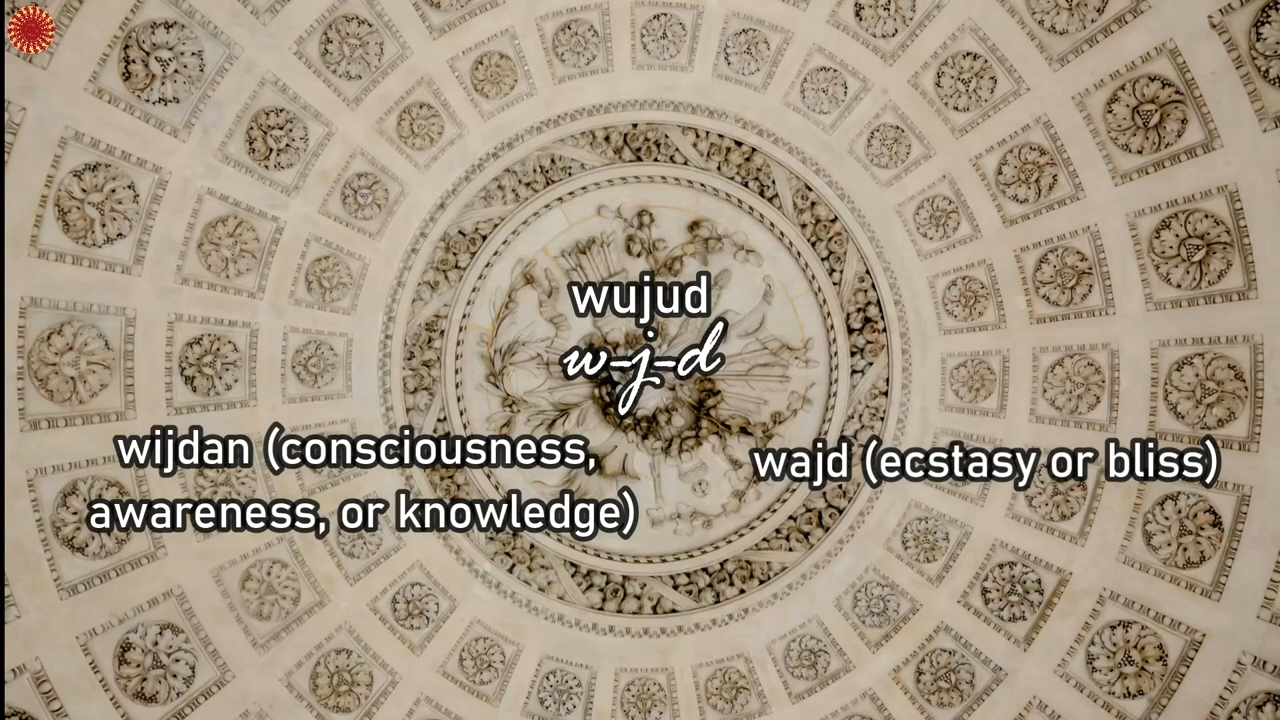 wujud
w-j-d
wijdan (consciousness,
awareness, or knowledge)
wajd (ecstasy or bliss)